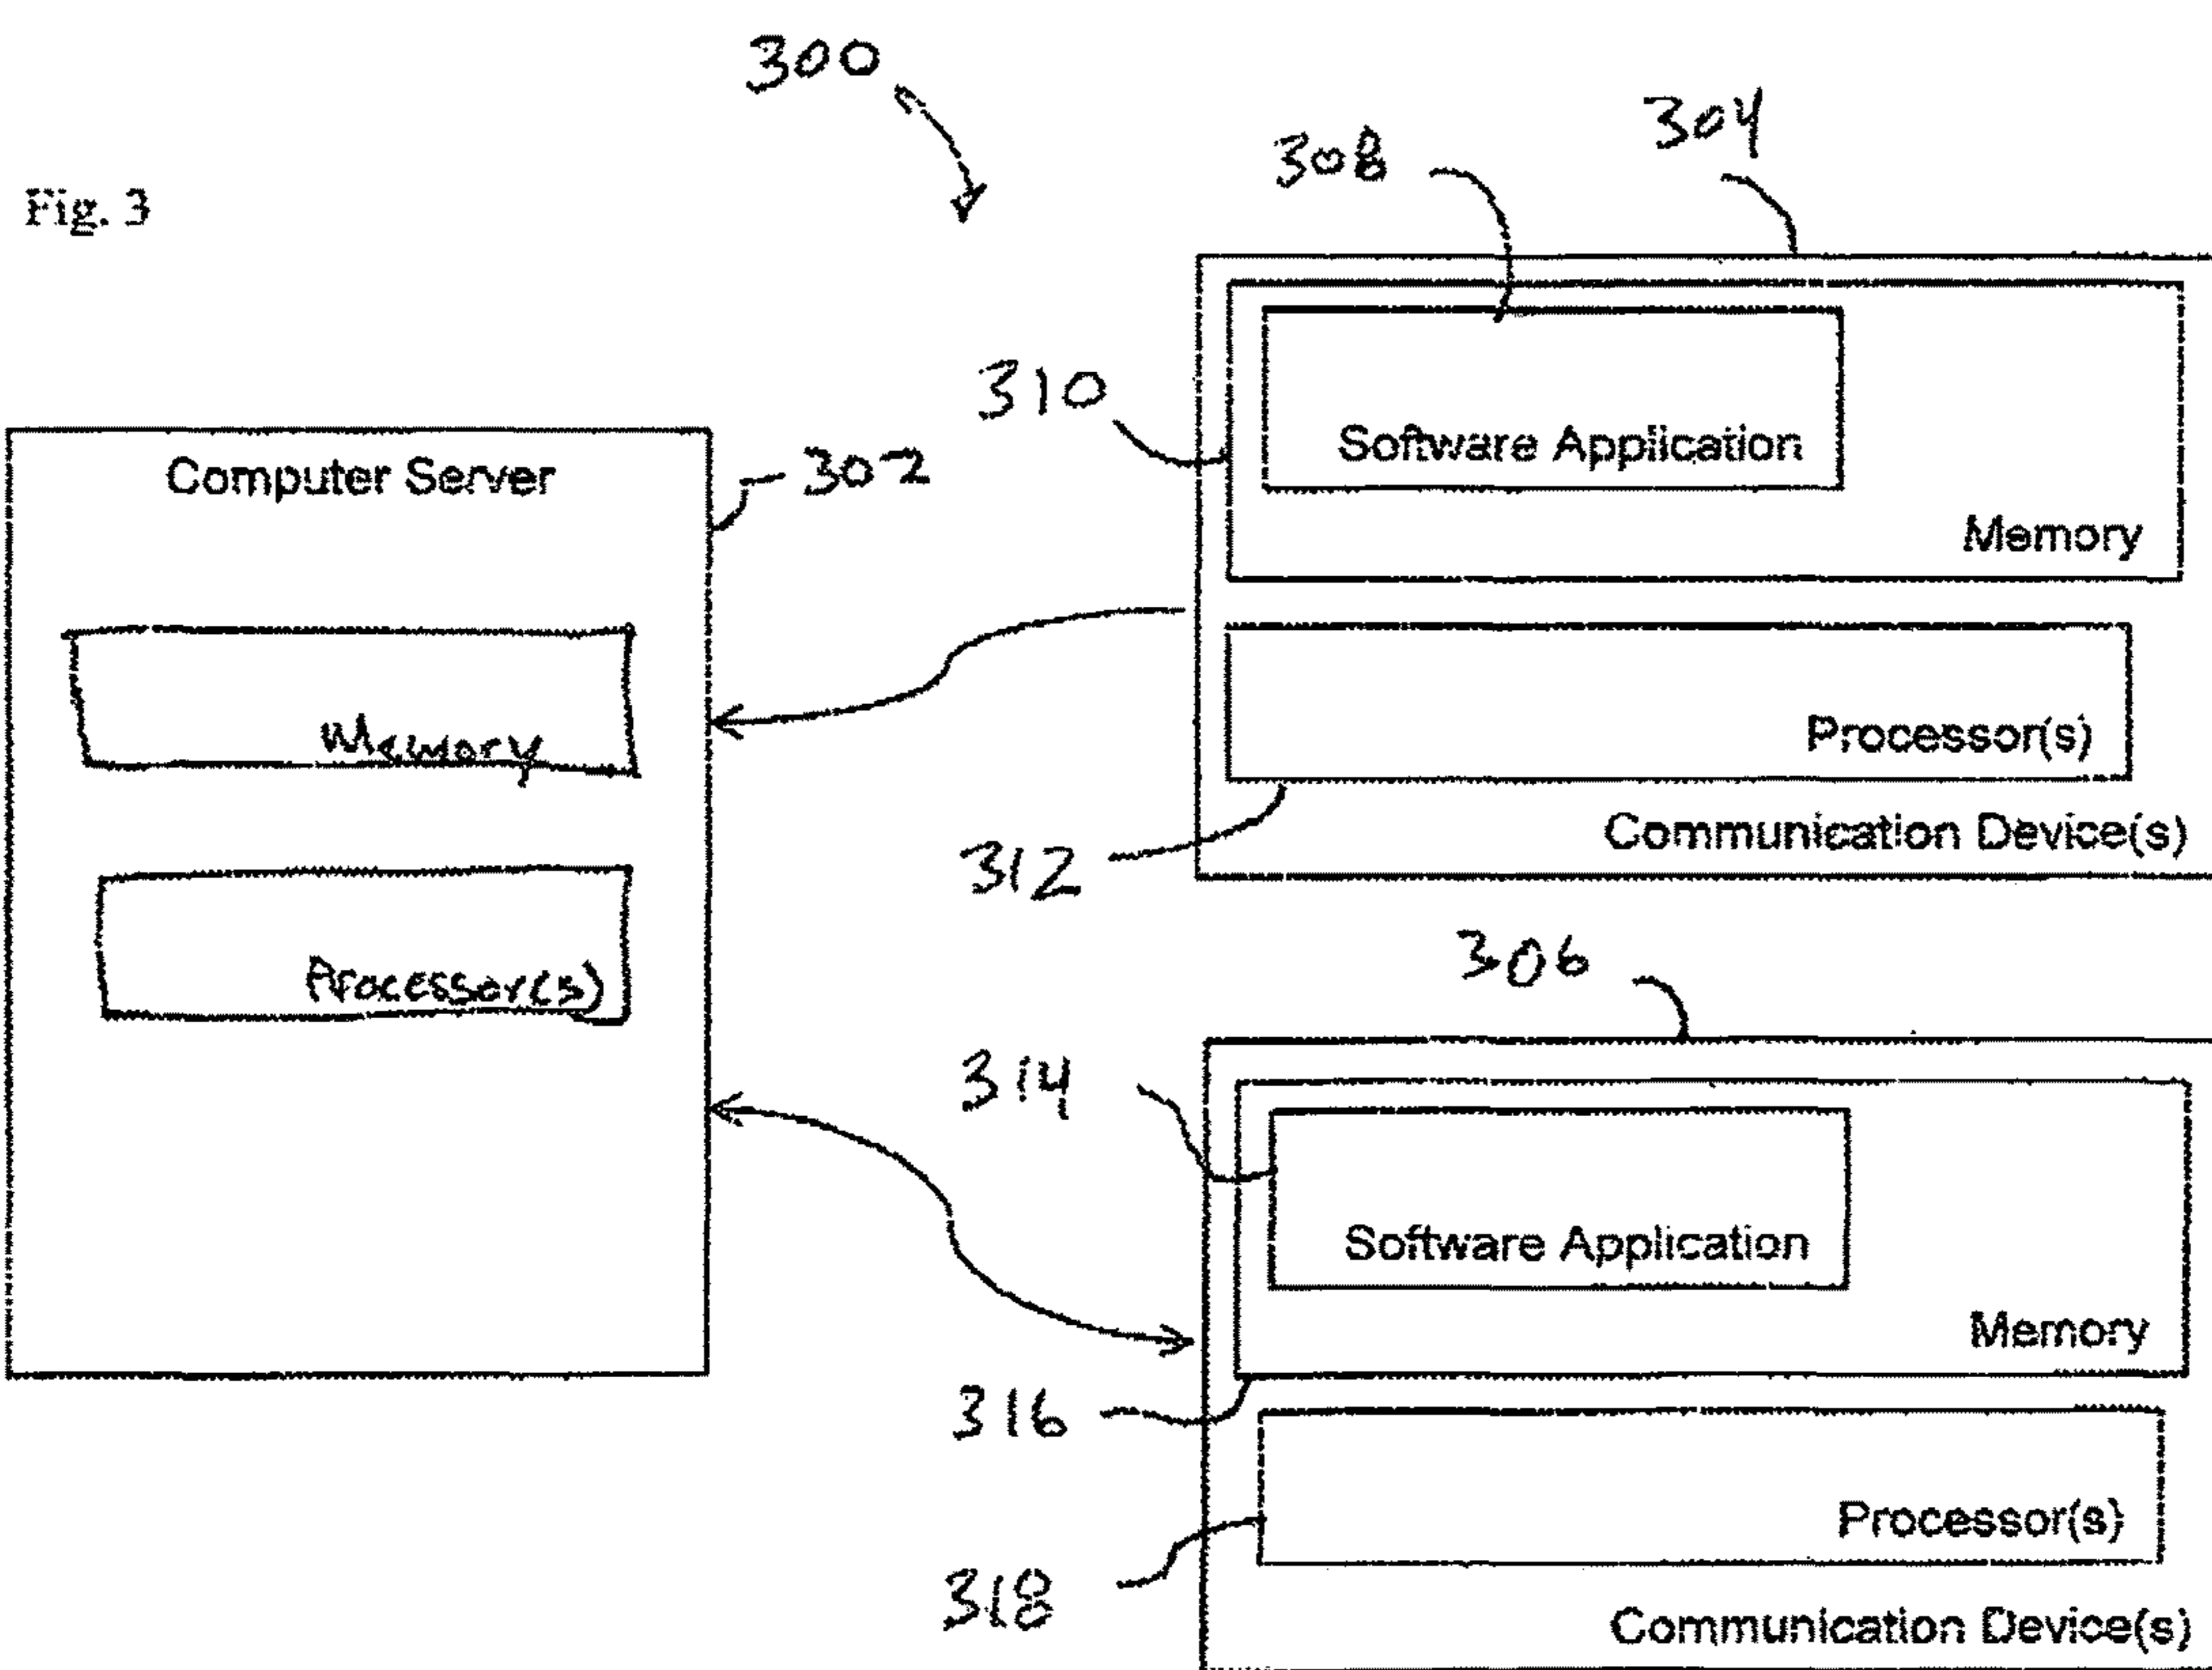 300
Fig. 3
308
304
310
Software Application
Memory
Computer Server
302
Memory
Processor(s)
Processor(s)
312
Communication Device(s)
306
314
Software Application
Memory
316
Processor(s)
318
Communication Device(s)